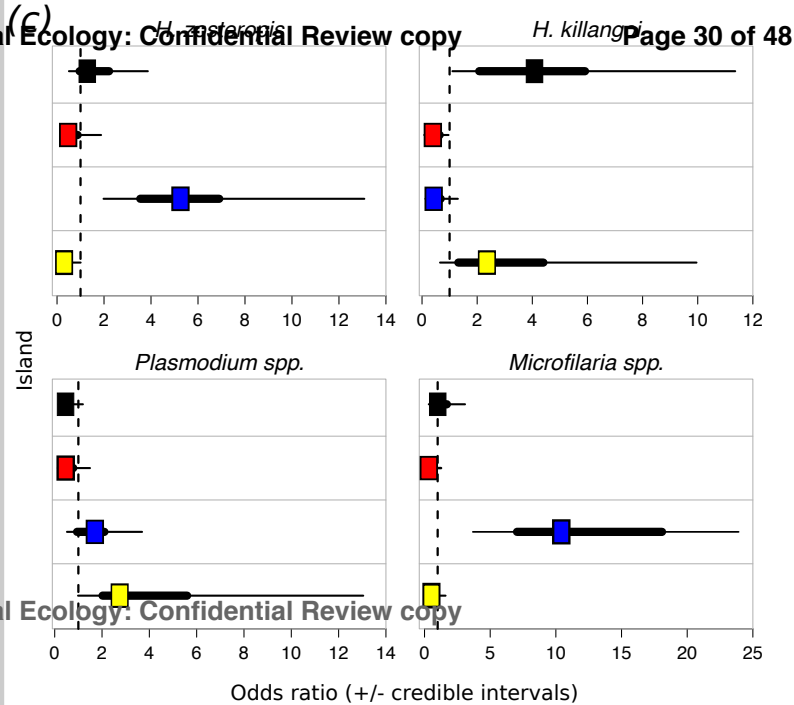 (c)
H. zosteropis
H. killangoi
al Ecology: Confidential Review copy
Page 30 of 48
0 2 4 6 8 10 12 14
0 2 4 6 8 10 12
Island
Plasmodium spp.
Microfilaria spp.
al Ecology: Confidential Review copy
0 2 4 6 8 10 12 14
0 5 10 15 20 25
Odds ratio (+/- credible intervals)